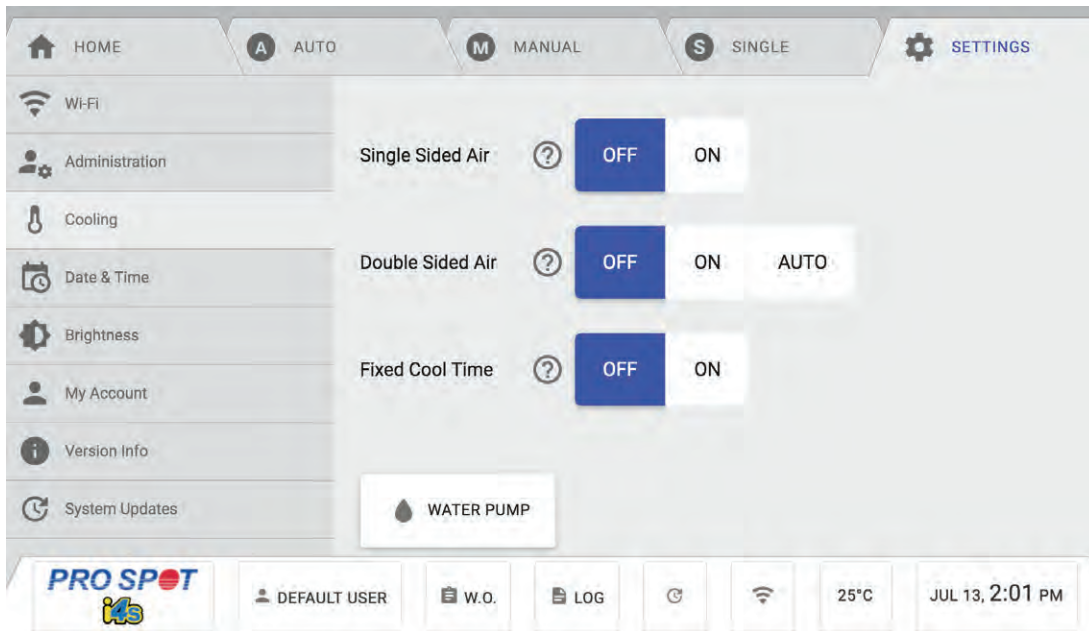 HOME
A AUTO
M MANUAL
S SINGLE
SETTINGS
Wi-Fi
Administration
Cooling
Date & Time
Brightness
My Account
Version Info
System Updates
Single Sided Air ? OFF ON
Double Sided Air ? OFF ON AUTO
Fixed Cool Time ? OFF ON
WATER PUMP
PRO SPOT
i4s
DEFAULT USER
W.O.
LOG
25°C
JUL 13, 2:01 PM